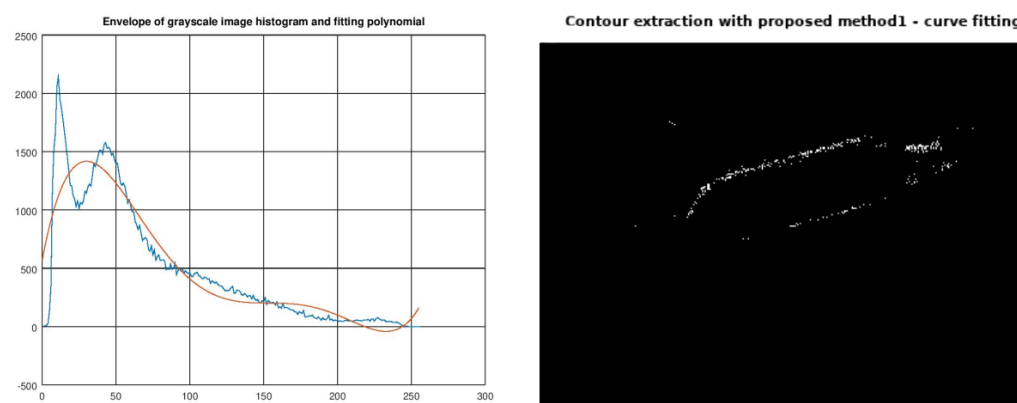 Envelope of grayscale image histogram and fitting polynomial
2500
2000
1500
1000
500
0
-500
0 50 100 150 200 250 300
Contour extraction with proposed method1 - curve fitting